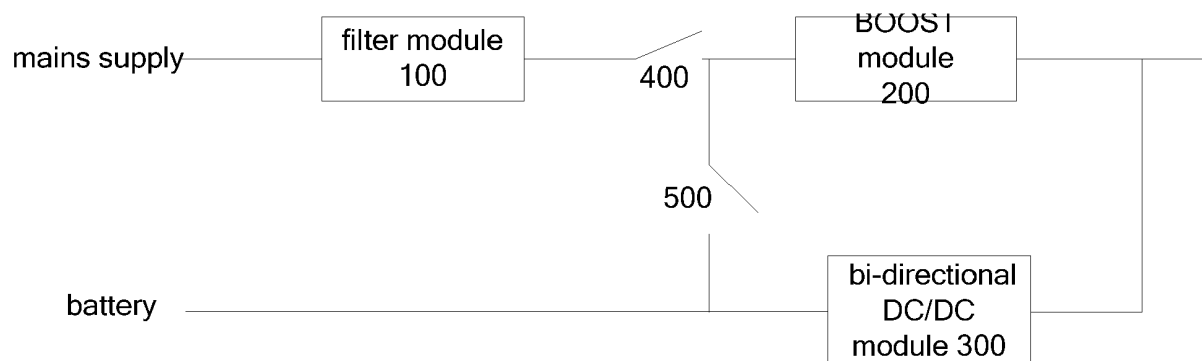 mains supply
filter module
100
400
BOOST
module
200
500
battery
bi-directional
DC/DC
module 300